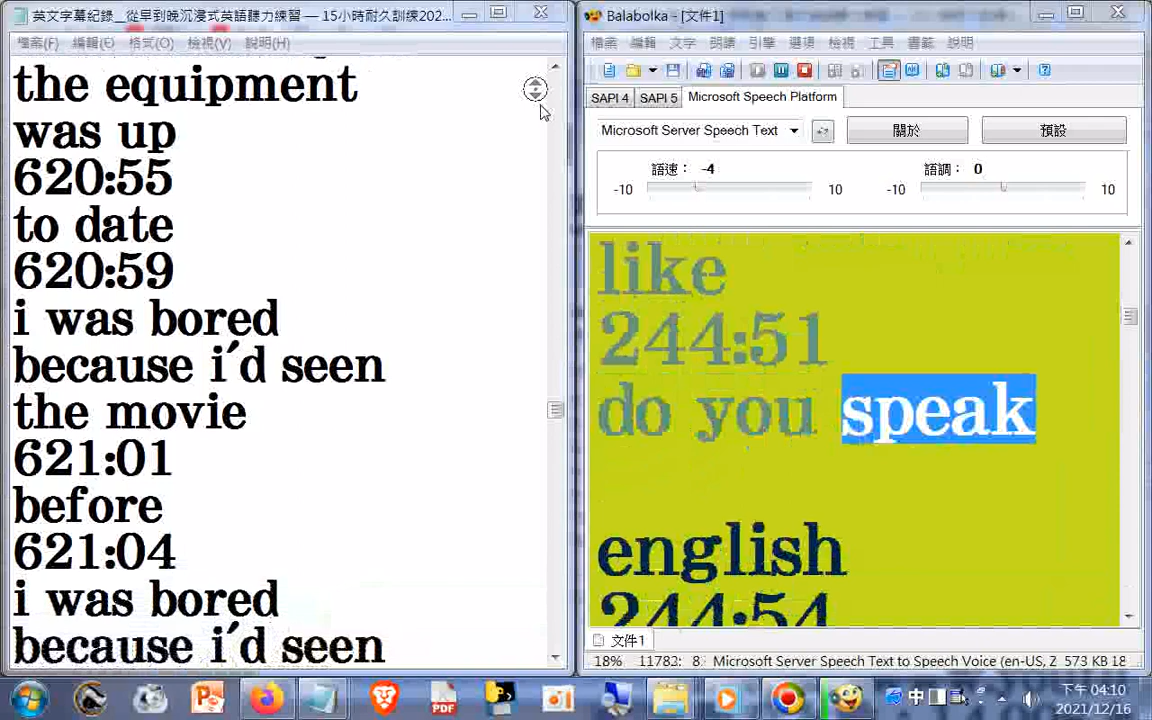 英文字幕紀錄__從早到晚沉浸式英語聽力練習 — 15小時耐久訓練202...
檔案(F) 編輯(E) 格式(O) 檢視(V) 說明(H)
the equipment
was up
620:55
to date
620:59
i was bored
because i'd seen
the movie
621:01
before
621:04
i was bored
because i'd seen
Balabolka - [文件1]
檔案 編輯 文字 朗讀 引擎 選項 檢視 工具 書籤 說明
SAPI 4 SAPI 5 Microsoft Speech Platform
Microsoft Server Speech Text 關於 預設
語速： -4 語調： 0
-10 10 -10 10
like
244:51
do you speak
english
244:54
文件1
18% 11782: 8 Microsoft Server Speech Text to Speech Voice (en-US, Z 573 KB 18
PDF
中
下午 04:10
2021/12/16